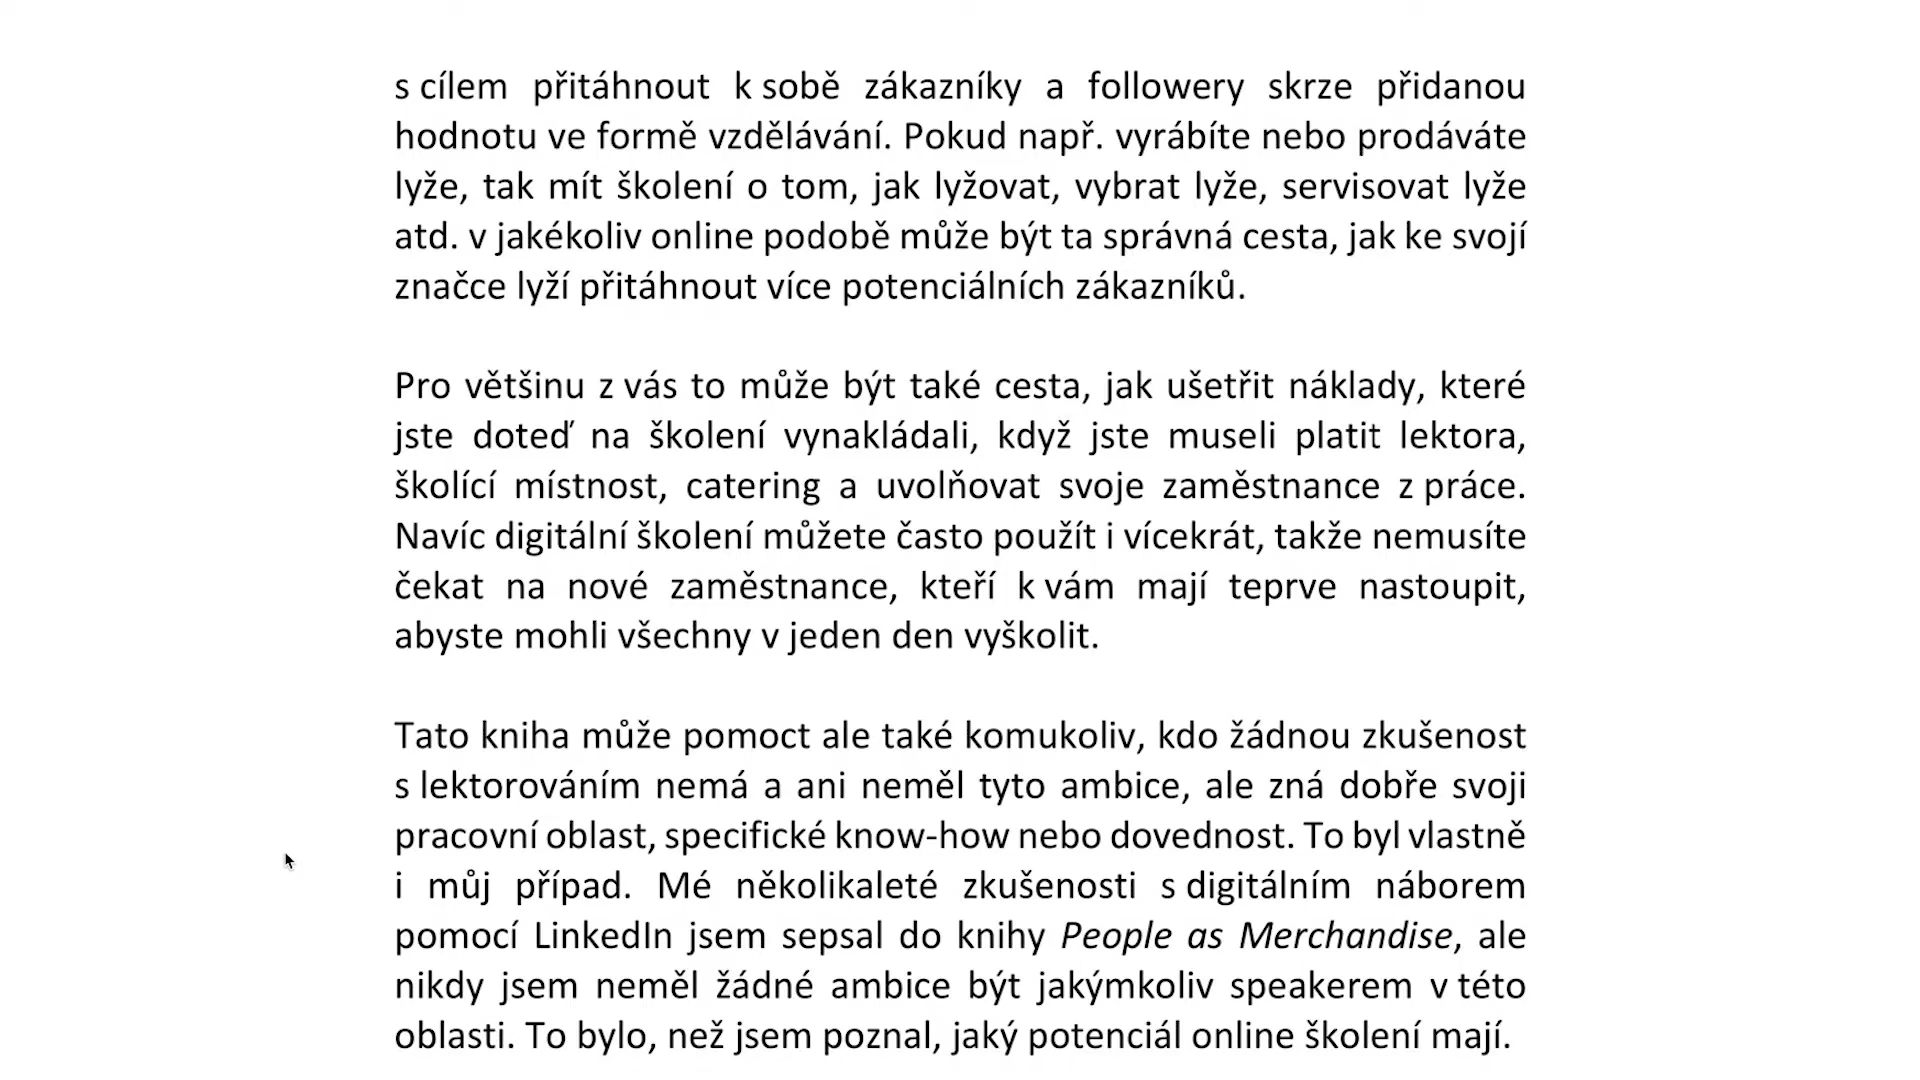 s cílem přitáhnout k sobě zákazníky a followery skrze přidanou
hodnotu ve formě vzdělávání. Pokud např. vyrábíte nebo prodáváte
lyže, tak mít školení o tom, jak lyžovat, vybrat lyže, servisovat lyže
atd. v jakékoliv online podobě může být ta správná cesta, jak ke svojí
značce lyží přitáhnout více potenciálních zákazníků.
Pro většinu z vás to může být také cesta, jak ušetřit náklady, které
jste doteď na školení vynakládali, když jste museli platit lektora,
školící místnost, catering a uvolňovat svoje zaměstnance z práce.
Navíc digitální školení můžete často použít i vícekrát, takže nemusíte
čekat na nové zaměstnance, kteří k vám mají teprve nastoupit,
abyste mohli všechny v jeden den vyškolit.
Tato kniha může pomoct ale také komukoliv, kdo žádnou zkušenost
s lektorováním nemá a ani neměl tyto ambice, ale zná dobře svoji
pracovní oblast, specifické know-how nebo dovednost. To byl vlastně
i můj případ. Mé několikaleté zkušenosti s digitálním náborem
pomocí LinkedIn jsem sepsal do knihy People as Merchandise, ale
nikdy jsem neměl žádné ambice být jakýmkoliv speakerem v této
oblasti. To bylo, než jsem poznal, jaký potenciál online školení mají.